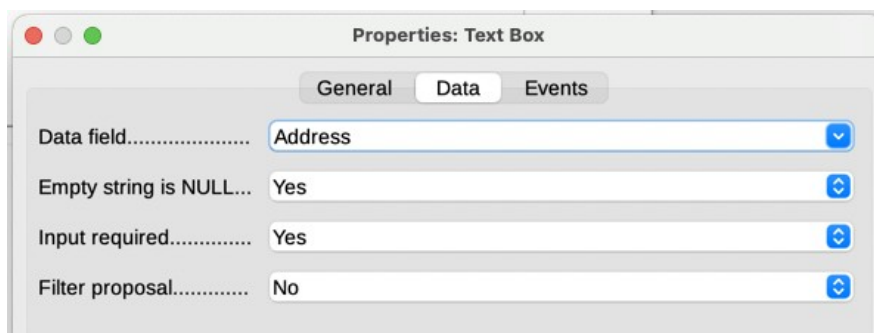 Properties: Text Box
General Data Events
Data field...................... Address
Empty string is NULL... Yes
Input required............... Yes
Filter proposal............. No